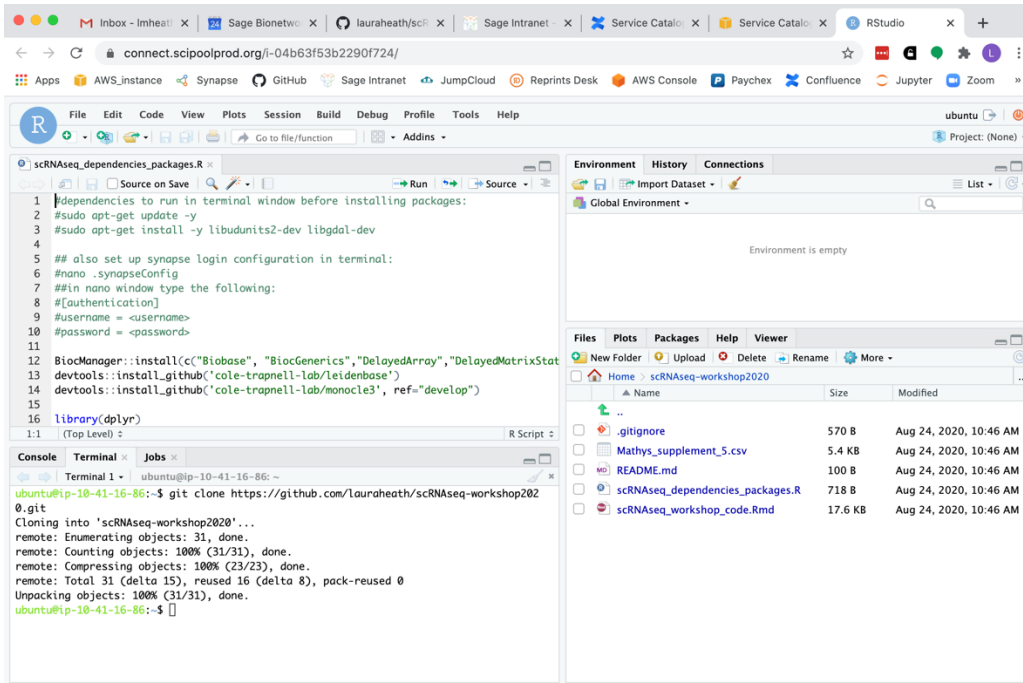 Inbox - lmheath
Sage Bionetwo
lauraheath/scR
Sage Intranet -
Service Catalo
Service Catalo
RStudio
connect.scipoolprod.org/i-04b63f53b2290f724/
L
Apps AWS_instance Synapse GitHub Sage Intranet JumpCloud Reprints Desk AWS Console Paychex Confluence Jupyter Zoom »
R
File Edit Code View Plots Session Build Debug Profile Tools Help
ubuntu
Go to file/function
Addins
Project: (None)
scRNAseq_dependencies_packages.R
Source on Save
Run
Source
1 #dependencies to run in terminal window before installing packages:
2 #sudo apt-get update -y
3 #sudo apt-get install -y libudunits2-dev libgdal-dev
4
5 ## also set up synapse login configuration in terminal:
6 #nano .synapseConfig
7 ##in nano window type the following:
8 #[authentication]
9 #username = <username>
10 #password = <password>
11
12 BiocManager::install(c("Biobase", "BiocGenerics","DelayedArray","DelayedMatrixStat
13 devtools::install_github('cole-trapnell-lab/leidenbase')
14 devtools::install_github('cole-trapnell-lab/monocle3', ref="develop")
15
16 library(dplyr)
1:1 (Top Level) R Script
Console Terminal Jobs
Terminal 1 ubuntu@ip-10-41-16-86: ~
ubuntu@ip-10-41-16-86:~$ git clone https://github.com/lauraheath/scRNAseq-workshop202
0.git
Cloning into 'scRNAseq-workshop2020'...
remote: Enumerating objects: 31, done.
remote: Counting objects: 100% (31/31), done.
remote: Compressing objects: 100% (23/23), done.
remote: Total 31 (delta 15), reused 16 (delta 8), pack-reused 0
Unpacking objects: 100% (31/31), done.
ubuntu@ip-10-41-16-86:~$
Environment History Connections
Import Dataset
List
Global Environment
Environment is empty
Files Plots Packages Help Viewer
New Folder Upload Delete Rename More
Home scRNAseq-workshop2020
Name Size Modified
..
.gitignore 570 B Aug 24, 2020, 10:46 AM
Mathys_supplement_5.csv 5.4 KB Aug 24, 2020, 10:46 AM
README.md 100 B Aug 24, 2020, 10:46 AM
scRNAseq_dependencies_packages.R 718 B Aug 24, 2020, 10:46 AM
scRNAseq_workshop_code.Rmd 17.6 KB Aug 24, 2020, 10:46 AM